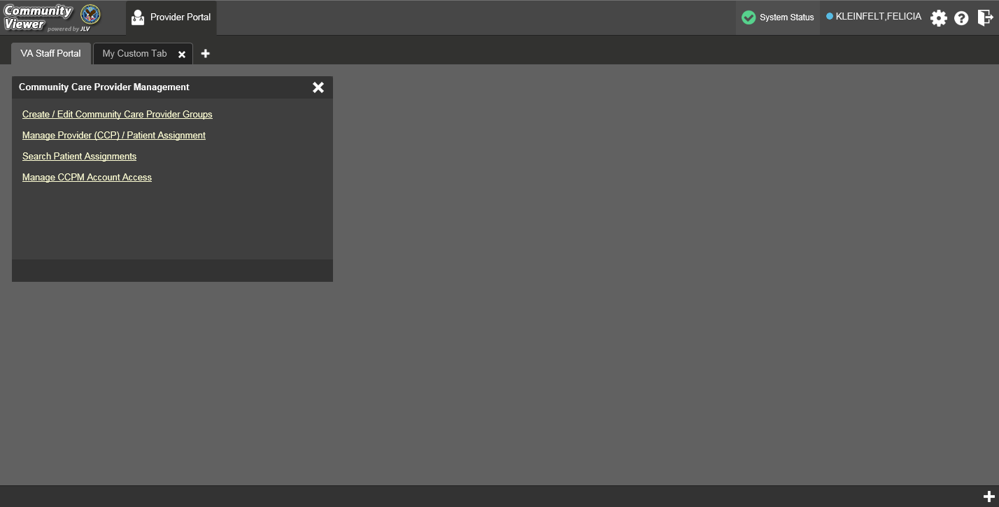 Community
Viewer powered by JLV
Provider Portal
System Status
KLEINFELT,FELICIA
VA Staff Portal
My Custom Tab
Community Care Provider Management
Create / Edit Community Care Provider Groups
Manage Provider (CCP) / Patient Assignment
Search Patient Assignments
Manage CCPM Account Access